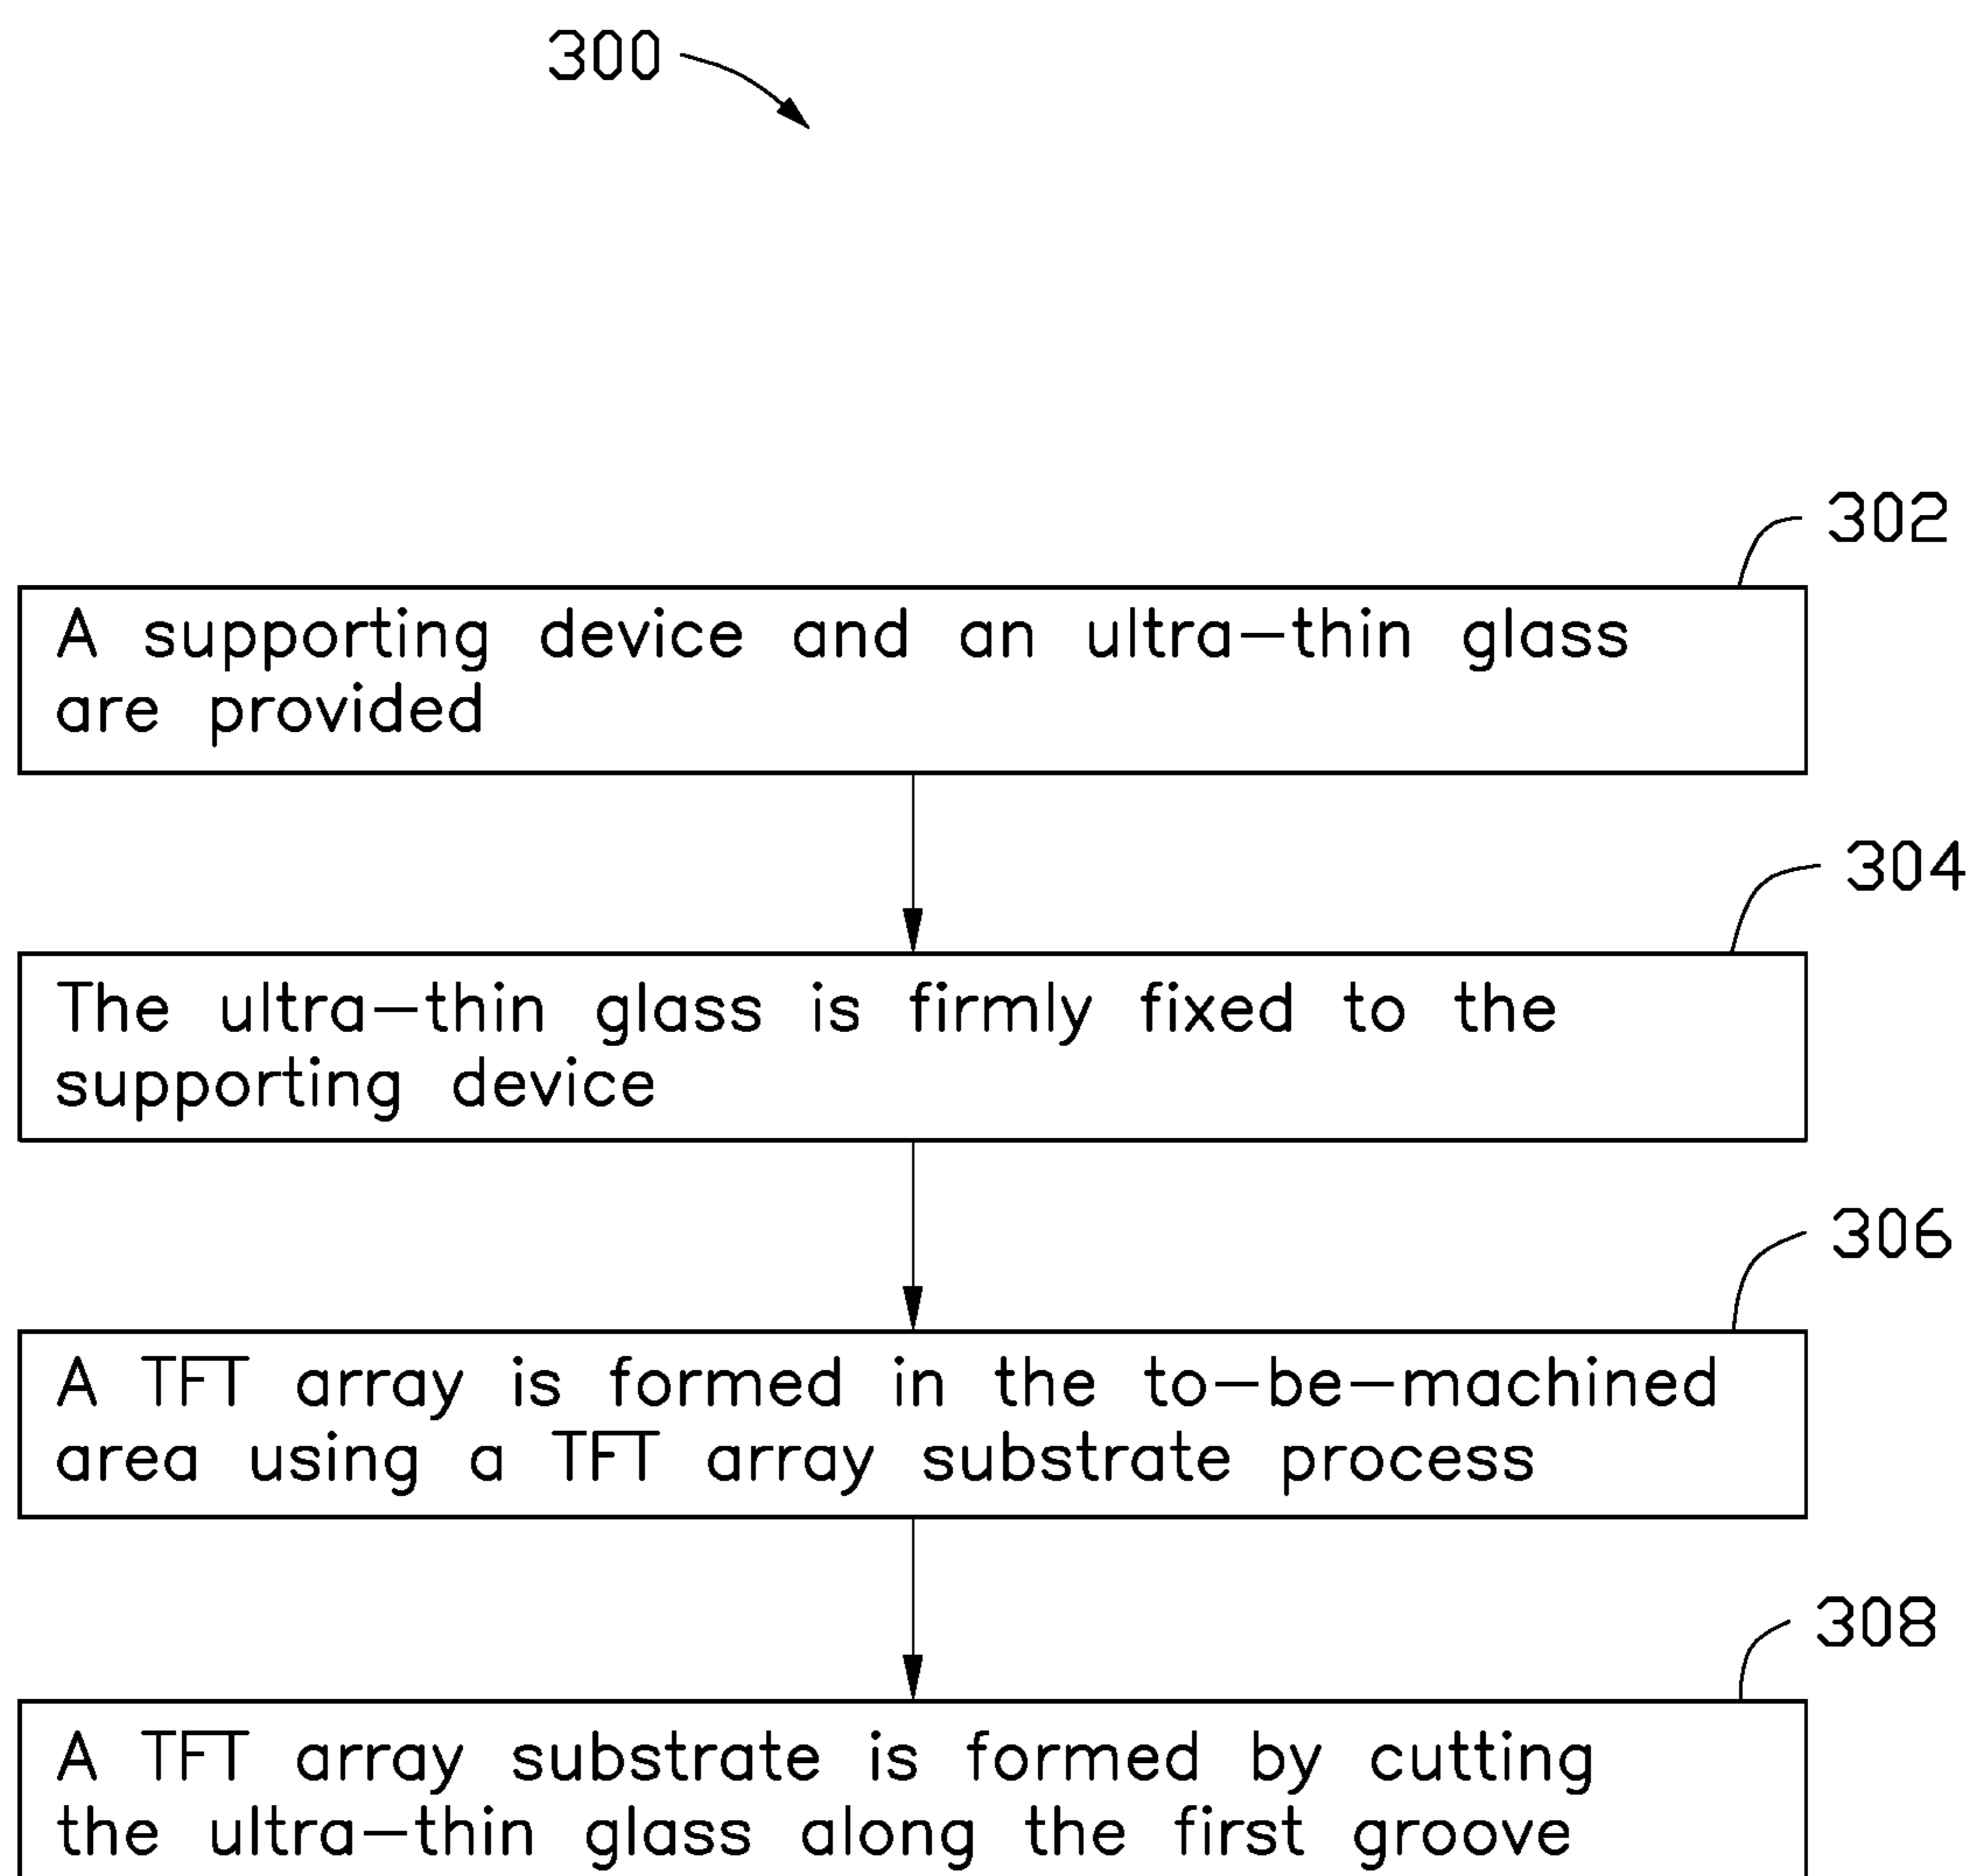 300
302
A supporting device and an ultra-thin glass
are provided
304
The ultra-thin glass is firmly fixed to the
supporting device
306
A TFT array is formed in the to-be-machined
area using a TFT array substrate process
308
A TFT array substrate is formed by cutting
the ultra-thin glass along the first groove